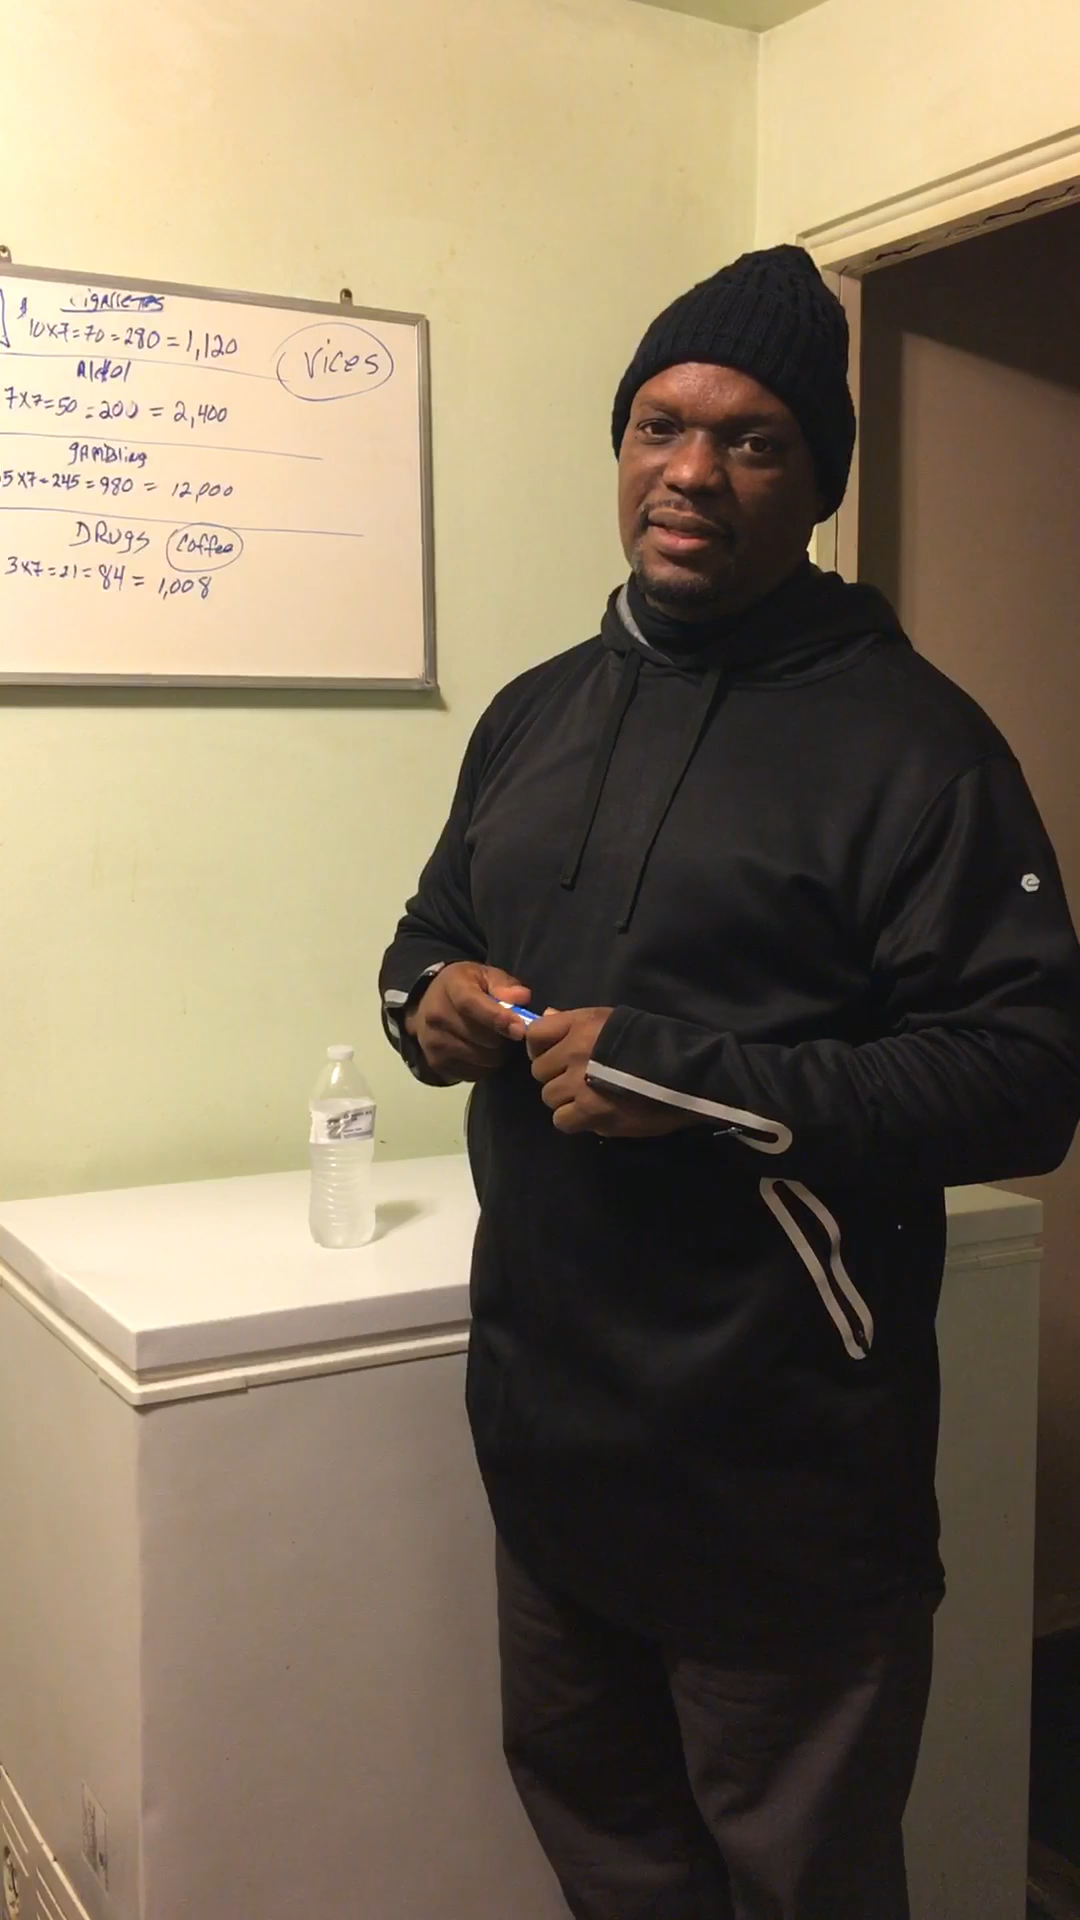 Cigarettes
$ 10x7=70=280=1,120
Vices
Alchol
7x7=50=200=2,400
gAMBling
5x7=245=980=12,000
DRugs Coffee
3x7=21=84=1,008